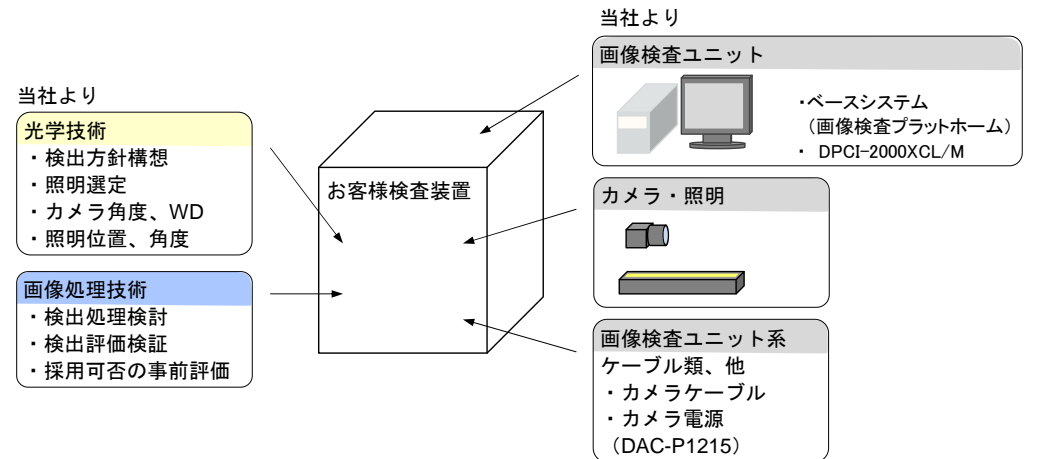 当社より
光学技術
・検出方針構想
・照明選定
・カメラ角度、WD
・照明位置、角度
画像処理技術
・検出処理検討
・検出評価検証
・採用可否の事前評価
お客様検査装置
当社より
画像検査ユニット
・ベースシステム
（画像検査プラットホーム）
・ DPCI-2000XCL/M
カメラ・照明
画像検査ユニット系
ケーブル類、他
・カメラケーブル
・カメラ電源
（DAC-P1215）